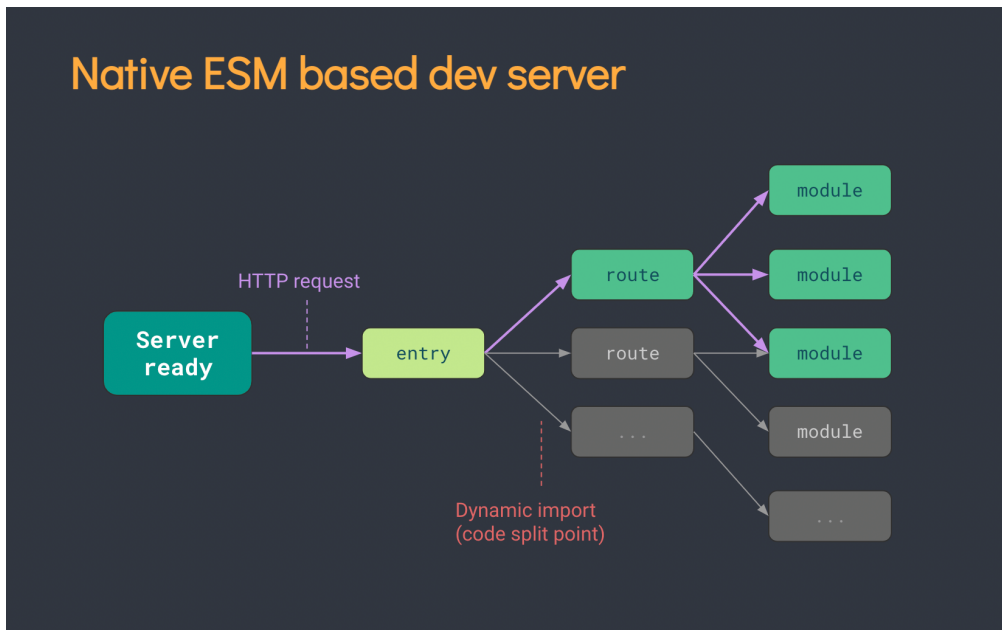 Native ESM based dev server
HTTP request
Server
ready
entry
route
route
...
module
module
module
module
...
Dynamic import
(code split point)